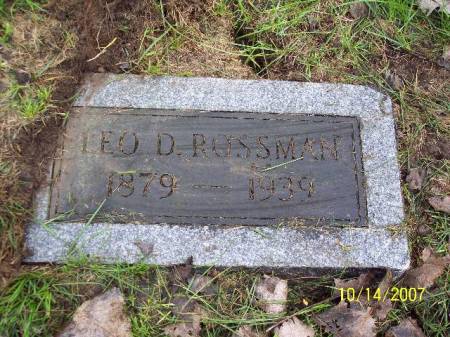 LEO D. ROSSMAN
1879 — 1939
10/14/2007